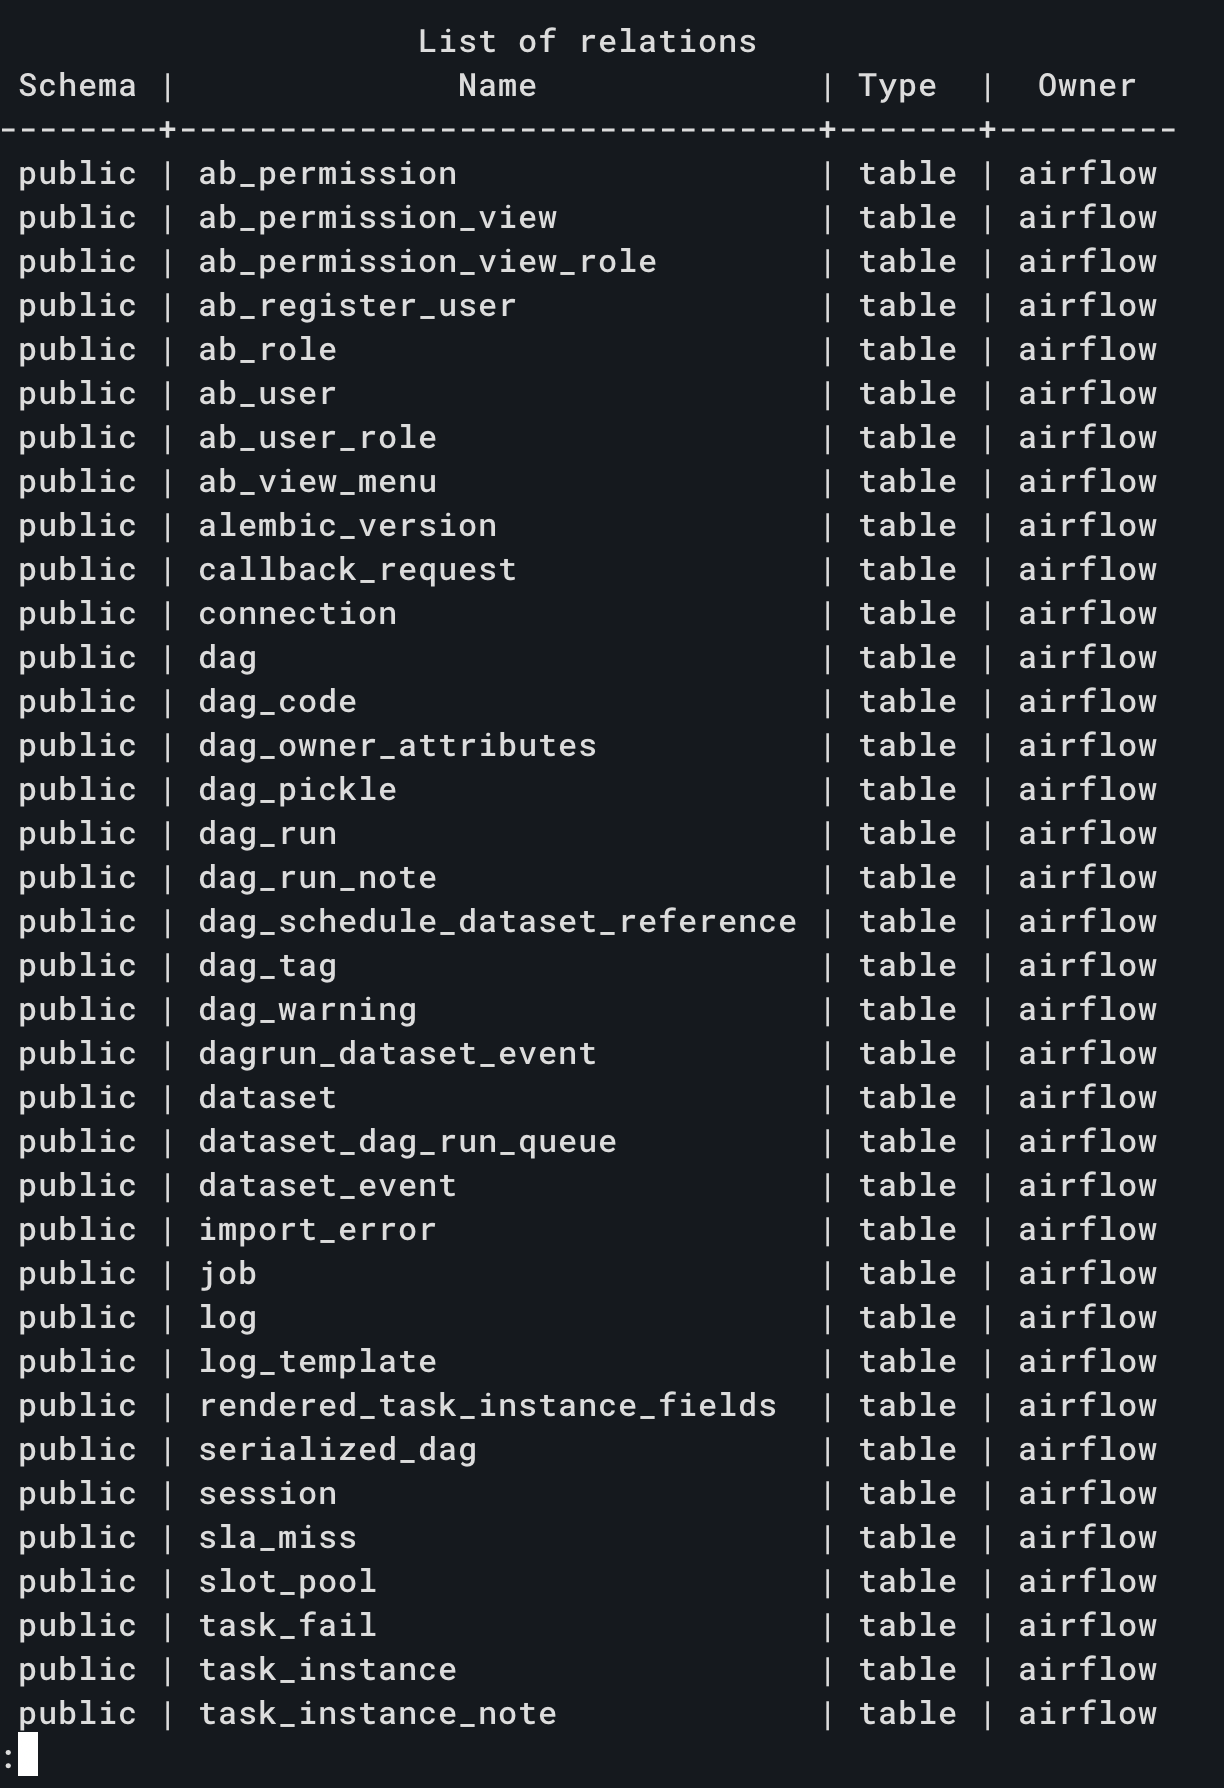 List of relations
 Schema |              Name              | Type  |  Owner
--------+--------------------------------+-------+---------
 public | ab_permission                  | table | airflow
 public | ab_permission_view             | table | airflow
 public | ab_permission_view_role        | table | airflow
 public | ab_register_user               | table | airflow
 public | ab_role                        | table | airflow
 public | ab_user                        | table | airflow
 public | ab_user_role                   | table | airflow
 public | ab_view_menu                   | table | airflow
 public | alembic_version                | table | airflow
 public | callback_request               | table | airflow
 public | connection                     | table | airflow
 public | dag                            | table | airflow
 public | dag_code                       | table | airflow
 public | dag_owner_attributes           | table | airflow
 public | dag_pickle                     | table | airflow
 public | dag_run                        | table | airflow
 public | dag_run_note                   | table | airflow
 public | dag_schedule_dataset_reference | table | airflow
 public | dag_tag                        | table | airflow
 public | dag_warning                    | table | airflow
 public | dagrun_dataset_event           | table | airflow
 public | dataset                        | table | airflow
 public | dataset_dag_run_queue          | table | airflow
 public | dataset_event                  | table | airflow
 public | import_error                   | table | airflow
 public | job                            | table | airflow
 public | log                            | table | airflow
 public | log_template                   | table | airflow
 public | rendered_task_instance_fields  | table | airflow
 public | serialized_dag                 | table | airflow
 public | session                        | table | airflow
 public | sla_miss                       | table | airflow
 public | slot_pool                      | table | airflow
 public | task_fail                      | table | airflow
 public | task_instance                  | table | airflow
 public | task_instance_note             | table | airflow
: